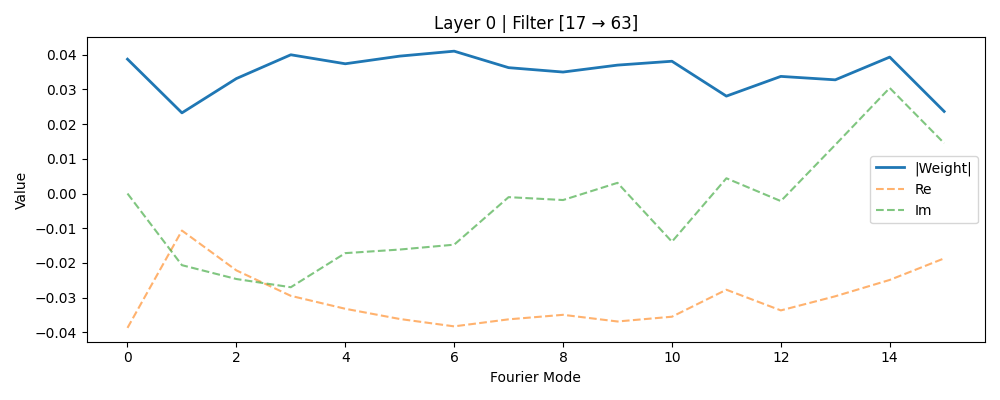 Layer 0 | Filter [17 → 63]
Value
0.04
0.03
0.02
0.01
0.00
−0.01
−0.02
−0.03
−0.04
|Weight|
Re
Im
0 2 4 6 8 10 12 14
Fourier Mode